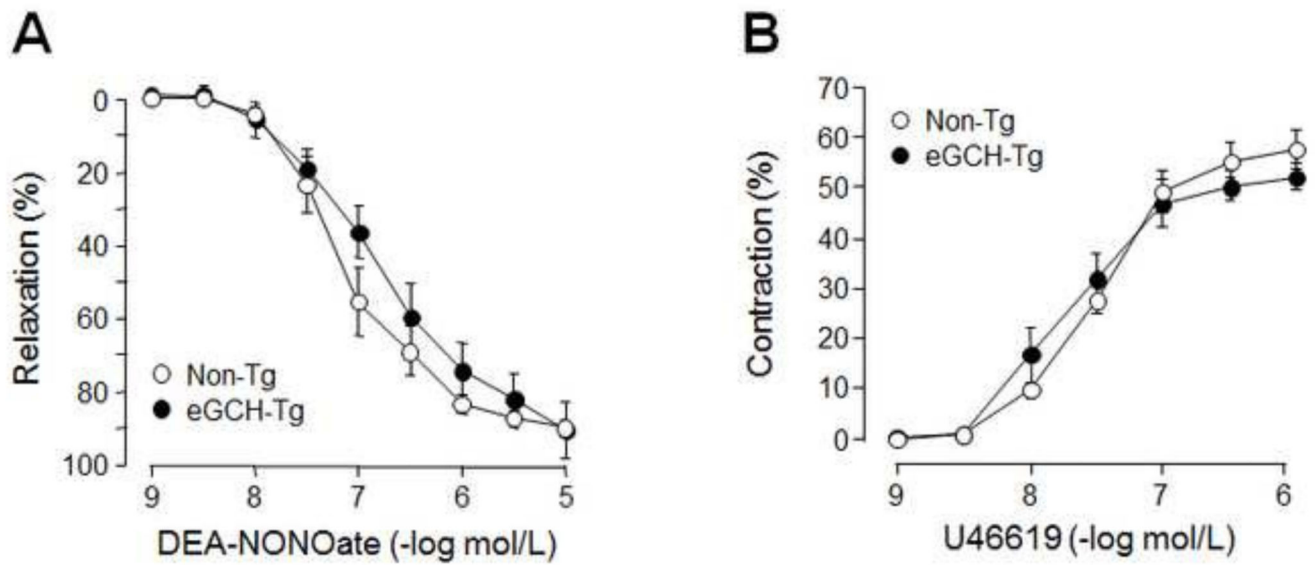 A
0
20
40
60
80
100
Relaxation (%)
Non-Tg
eGCH-Tg
9 8 7 6 5
DEA-NONOate (-log mol/L)
B
70
60
50
40
30
20
10
0
Contraction (%)
Non-Tg
eGCH-Tg
9 8 7 6
U46619 (-log mol/L)